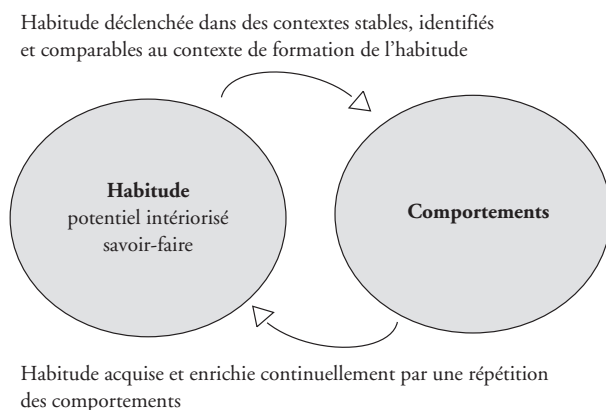 Habitude déclenchée dans des contextes stables, identifiés
et comparables au contexte de formation de l’habitude
Habitude
potentiel intériorisé
savoir-faire
Comportements
Habitude acquise et enrichie continuellement par une répétition
des comportements